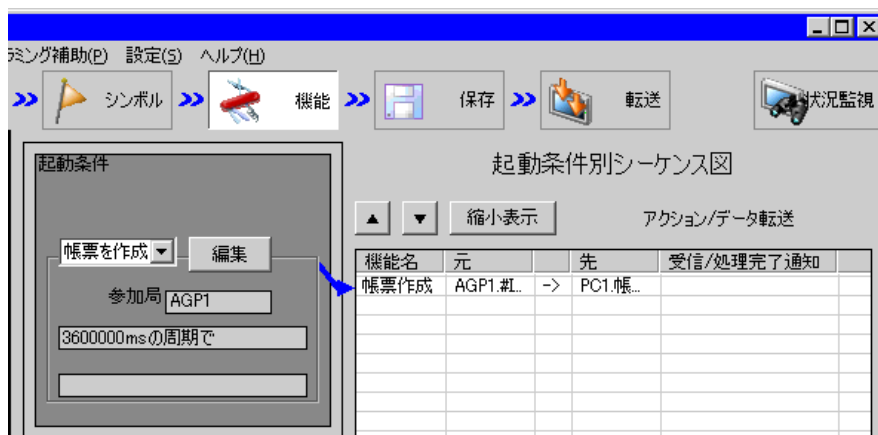 ラミング補助(P) 設定(S) ヘルプ(H)
シンボル 機能 保存 転送 状況監視
起動条件
帳票を作成 編集
参加局 AGP1
3600000msの周期で
起動条件別シーケンス図
縮小表示 アクション/データ転送
機能名 元 先 受信/処理完了通知
帳票作成 AGP1.#I... -> PC1.帳...